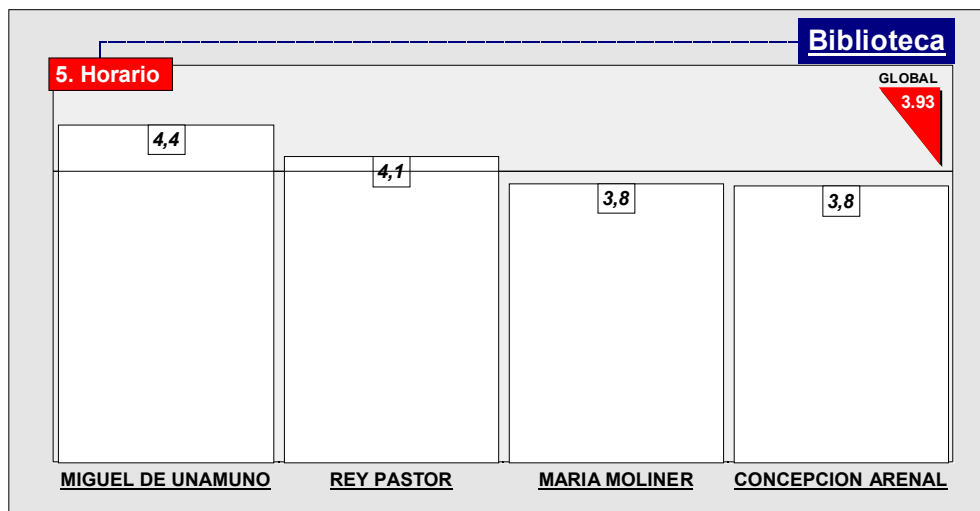 Biblioteca
5. Horario
GLOBAL
3.93
4,4
4,1
3,8
3,8
MIGUEL DE UNAMUNO
REY PASTOR
MARIA MOLINER
CONCEPCION ARENAL